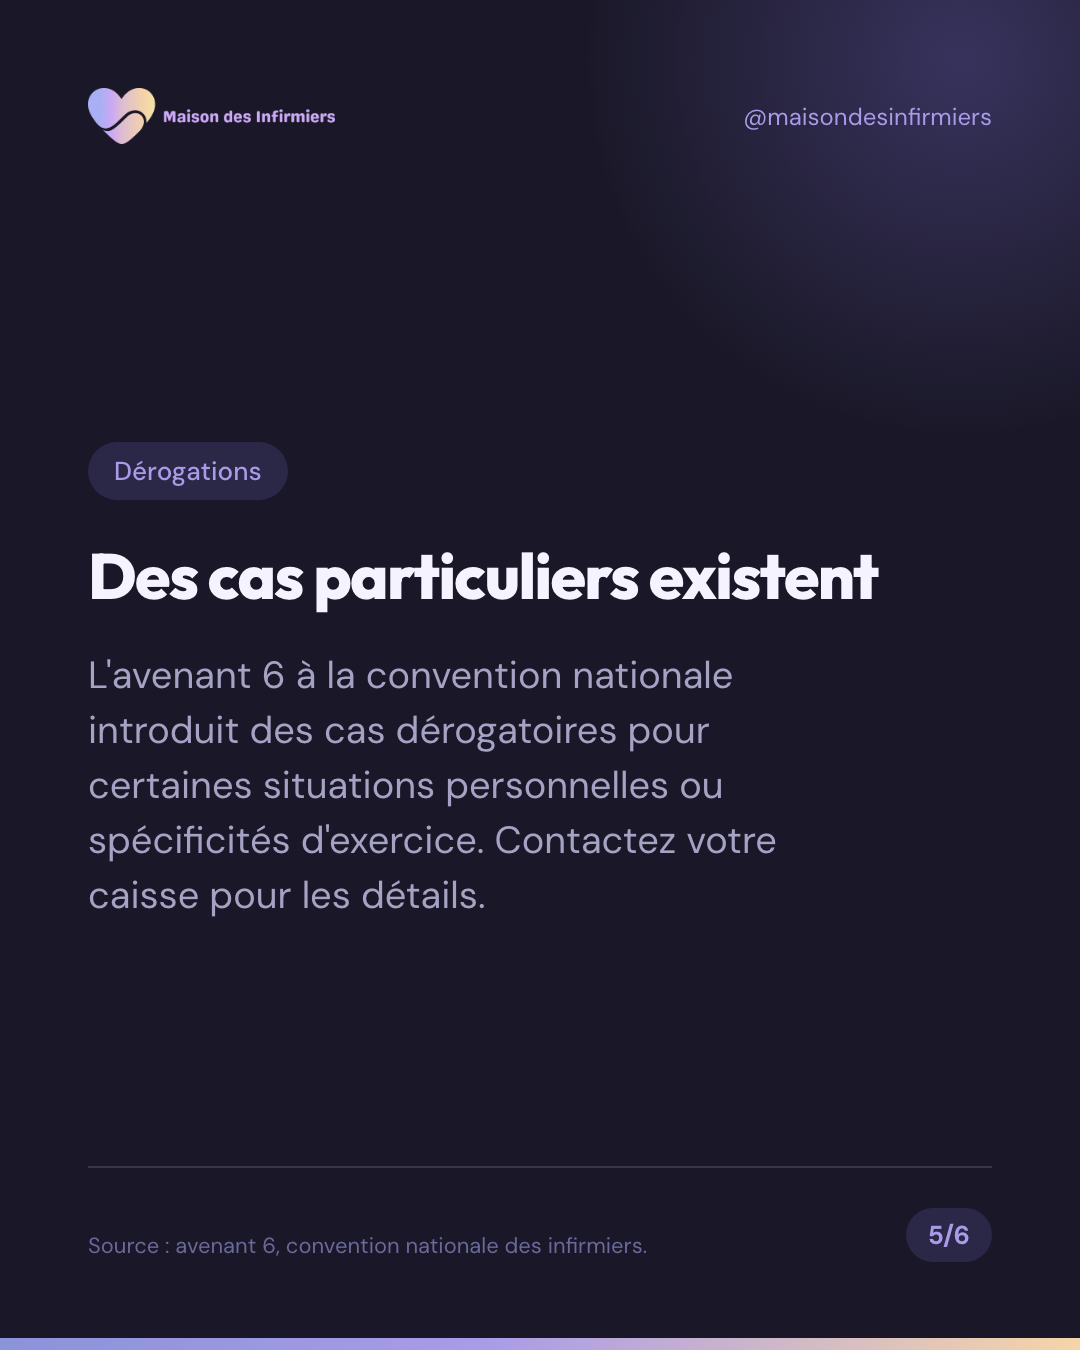 Maison des Infirmiers
@maisondesinfirmiers
Dérogations
Des cas particuliers existent
L'avenant 6 à la convention nationale
introduit des cas dérogatoires pour
certaines situations personnelles ou
spécificités d'exercice. Contactez votre
caisse pour les détails.
Source : avenant 6, convention nationale des infirmiers.
5/6